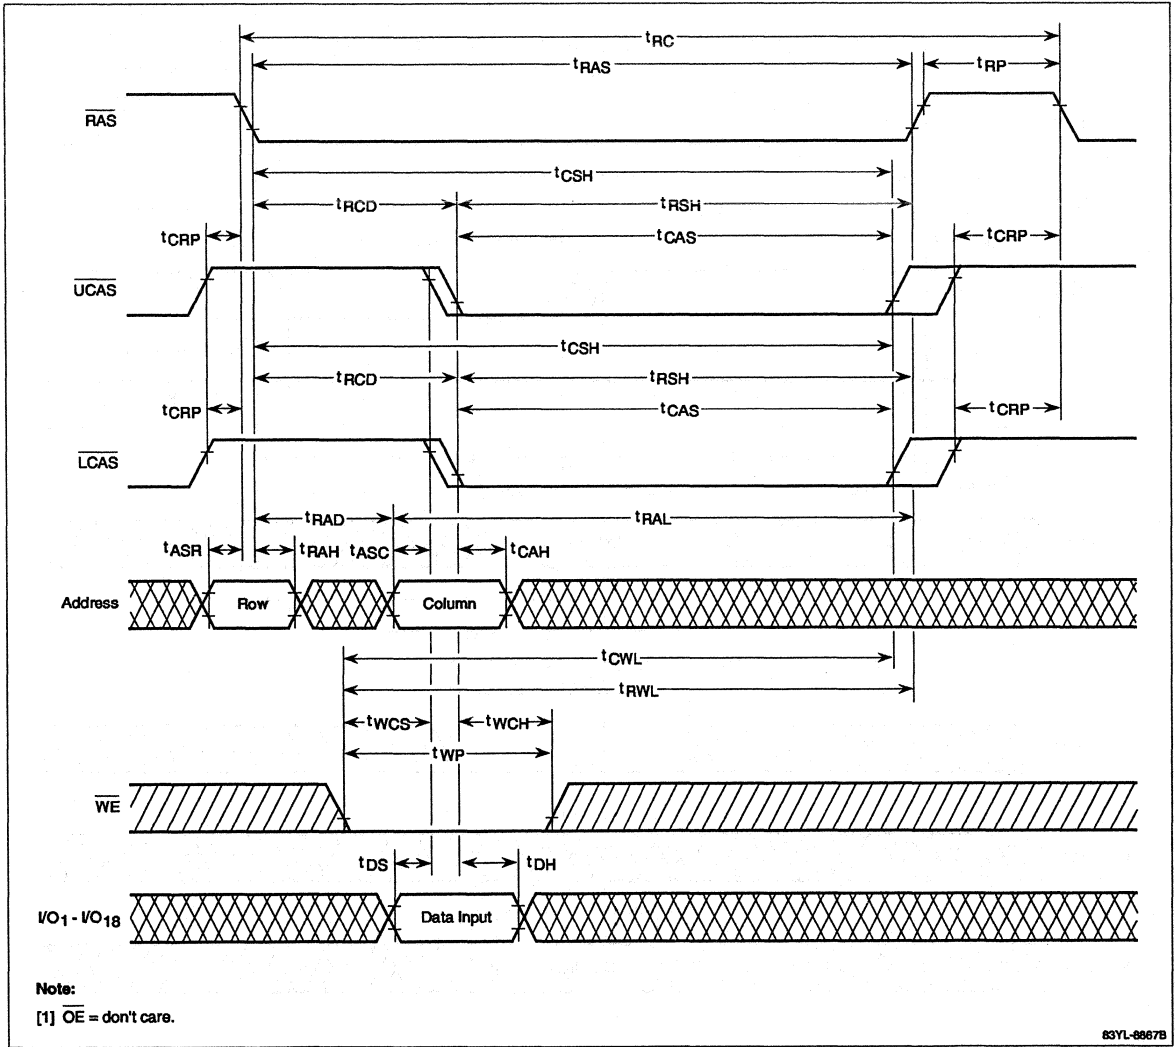 tRC
tRAS
tRP
RAS
tCSH
tRCD
tRSH
tCRP
tCAS
tCRP
UCAS
tCSH
tRCD
tRSH
tCRP
tCAS
tCRP
LCAS
tRAD
tRAL
tASR
tRAH
tASC
tCAH
Address
Row
Column
tCWL
tRWL
tWCS
tWCH
tWP
WE
tDS
tDH
I/O1 - I/O18
Data Input
Note:
[1] OE = don't care.
83YL-8867B